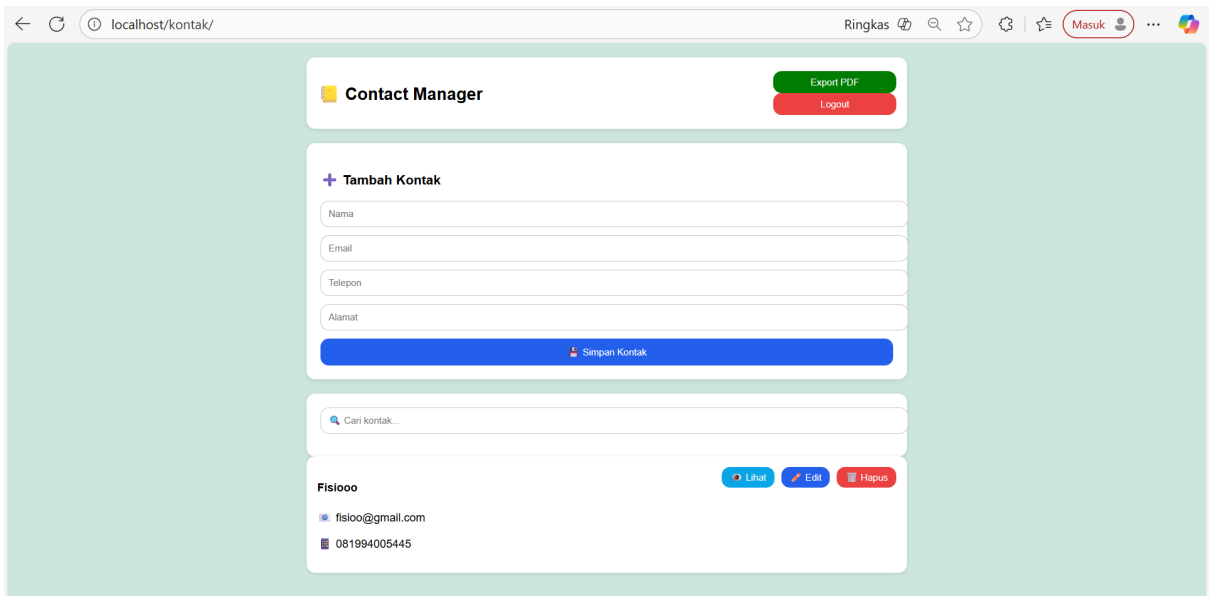 localhost/kontak/
Ringkas
Masuk
Contact Manager
Export PDF
Logout
Tambah Kontak
Nama
Email
Telepon
Alamat
Simpan Kontak
Cari kontak...
Lihat
Edit
Hapus
Fisiooo
fisioo@gmail.com
081994005445